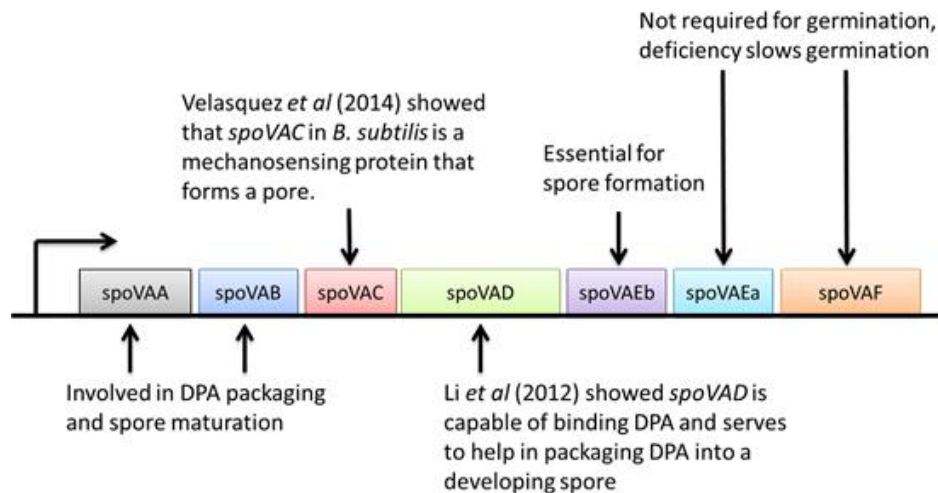 Not required for germination,
deficiency slows germination
Velasquez et al (2014) showed
that spoVAC in B. subtilis is a
mechanosensing protein that
forms a pore.
Essential for
spore formation
spoVAA
spoVAB
spoVAC
spoVAD
spoVAEb
spoVAEa
spoVAF
Involved in DPA packaging
and spore maturation
Li et al (2012) showed spoVAD is
capable of binding DPA and serves
to help in packaging DPA into a
developing spore